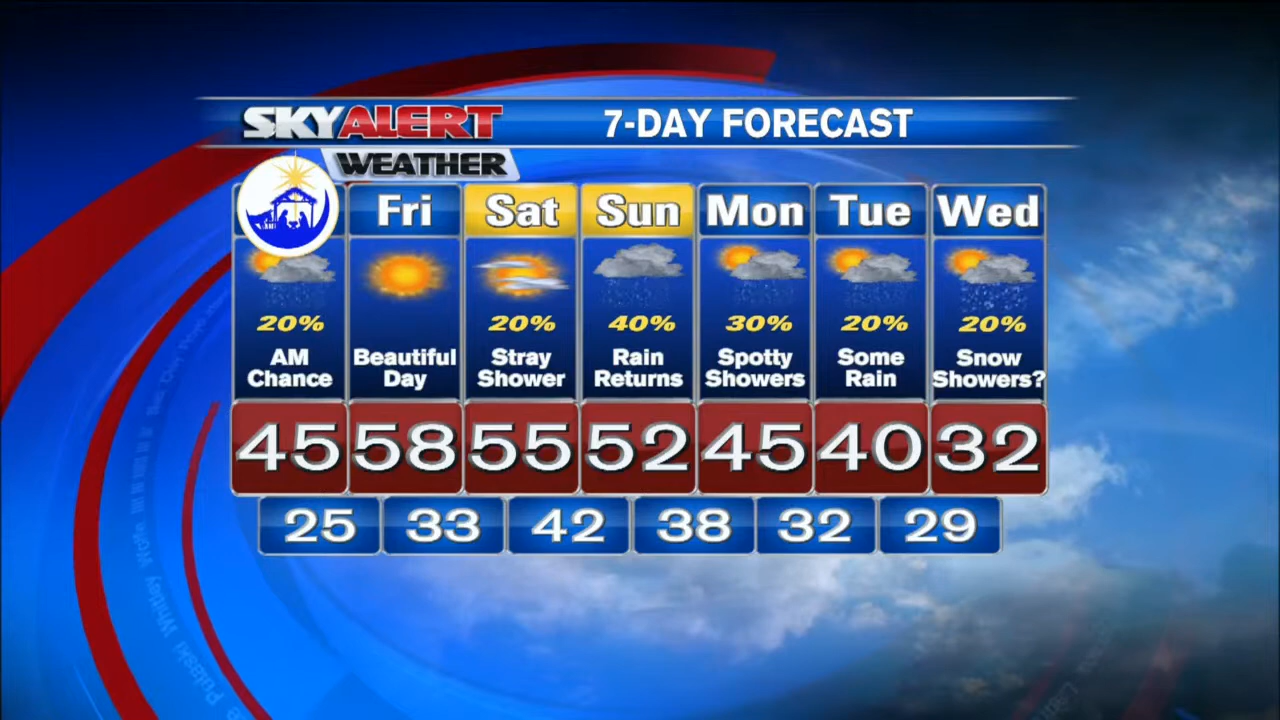 SKYALERT
WEATHER
7-DAY FORECAST
Fri Sat Sun Mon Tue Wed
20% 20% 40% 30% 20% 20%
AM Chance
Beautiful Day
Stray Shower
Rain Returns
Spotty Showers
Some Rain
Snow Showers?
45 58 55 52 45 40 32
25 33 42 38 32 29
Pulaski Whitley